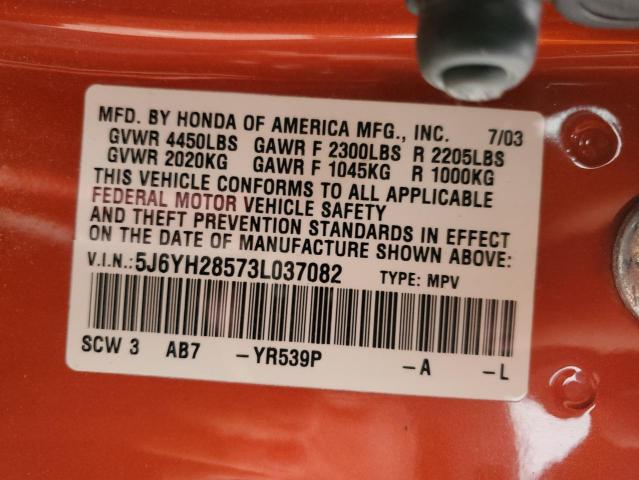 MFD. BY HONDA OF AMERICA MFG., INC. 7/03
GVWR 4450LBS GAWR F 2300LBS R 2205LBS
GVWR 2020KG GAWR F 1045KG R 1000KG
THIS VEHICLE CONFORMS TO ALL APPLICABLE
FEDERAL MOTOR VEHICLE SAFETY
AND THEFT PREVENTION STANDARDS IN EFFECT
ON THE DATE OF MANUFACTURE SHOWN ABOVE:
V.I.N.:5J6YH28573L037082 TYPE: MPV
SCW 3 AB7 -YR539P -A -L